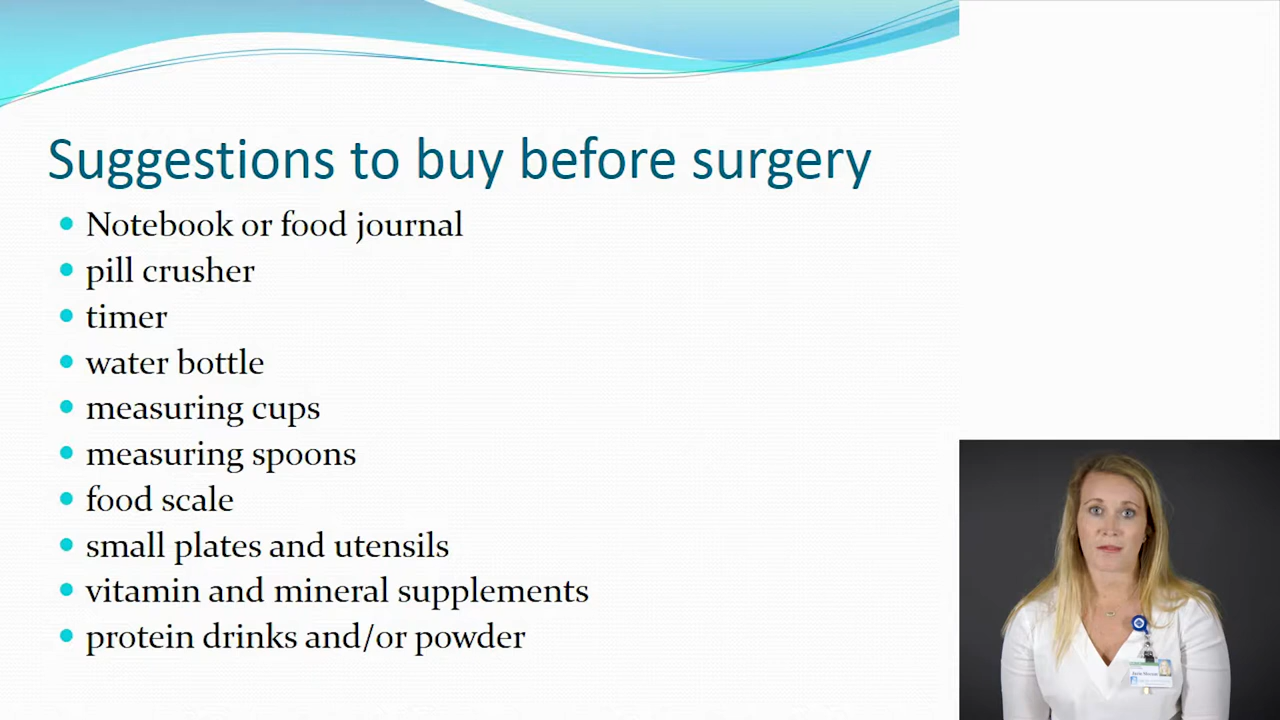 Suggestions to buy before surgery
Notebook or food journal
pill crusher
timer
water bottle
measuring cups
measuring spoons
food scale
small plates and utensils
vitamin and mineral supplements
protein drinks and/or powder